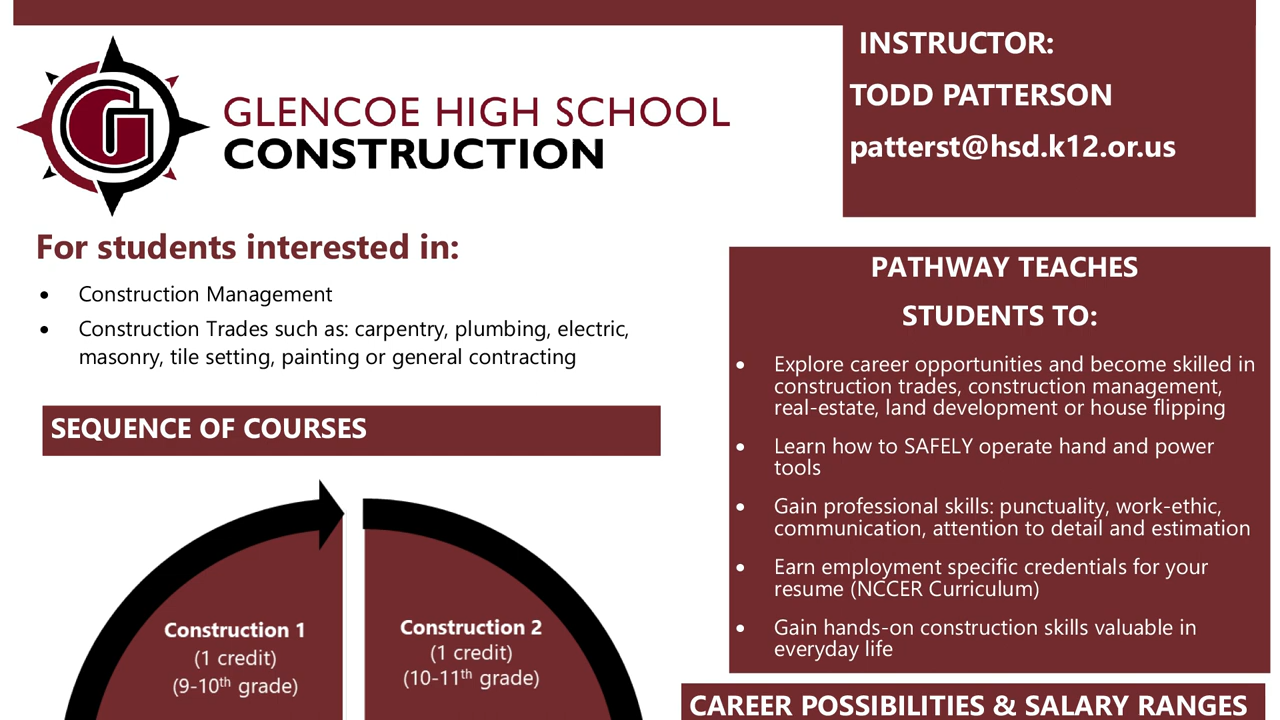 G
GLENCOE HIGH SCHOOL
CONSTRUCTION
INSTRUCTOR:
TODD PATTERSON
patterst@hsd.k12.or.us
For students interested in:
• Construction Management
• Construction Trades such as: carpentry, plumbing, electric,
masonry, tile setting, painting or general contracting
SEQUENCE OF COURSES
Construction 1
(1 credit)
(9-10th grade)
Construction 2
(1 credit)
(10-11th grade)
PATHWAY TEACHES
STUDENTS TO:
• Explore career opportunities and become skilled in
construction trades, construction management,
real-estate, land development or house flipping
• Learn how to SAFELY operate hand and power
tools
• Gain professional skills: punctuality, work-ethic,
communication, attention to detail and estimation
• Earn employment specific credentials for your
resume (NCCER Curriculum)
• Gain hands-on construction skills valuable in
everyday life
CAREER POSSIBILITIES & SALARY RANGES